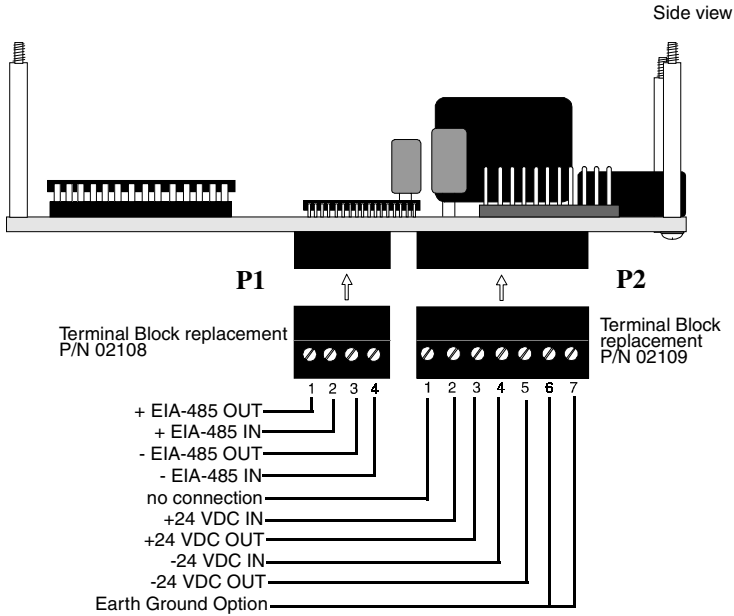 Side view
P1
P2
Terminal Block replacement
P/N 02108
Terminal Block
replacement
P/N 02109
1 2 3 4
1 2 3 4 5 6 7
+ EIA-485 OUT
+ EIA-485 IN
- EIA-485 OUT
- EIA-485 IN
no connection
+24 VDC IN
+24 VDC OUT
-24 VDC IN
-24 VDC OUT
Earth Ground Option